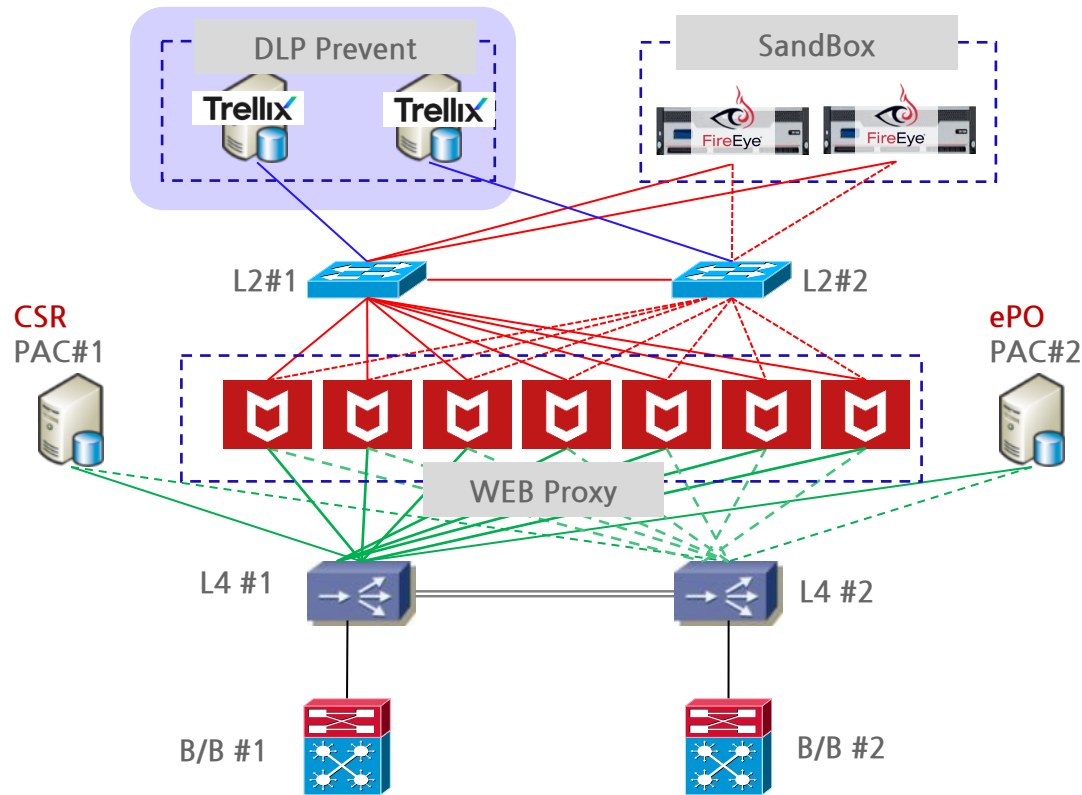 DLP Prevent
SandBox
Trellix
Trellix
FireEye
FireEye
L2#1
L2#2
CSR
PAC#1
ePO
PAC#2
WEB Proxy
L4 #1
L4 #2
B/B #1
B/B #2